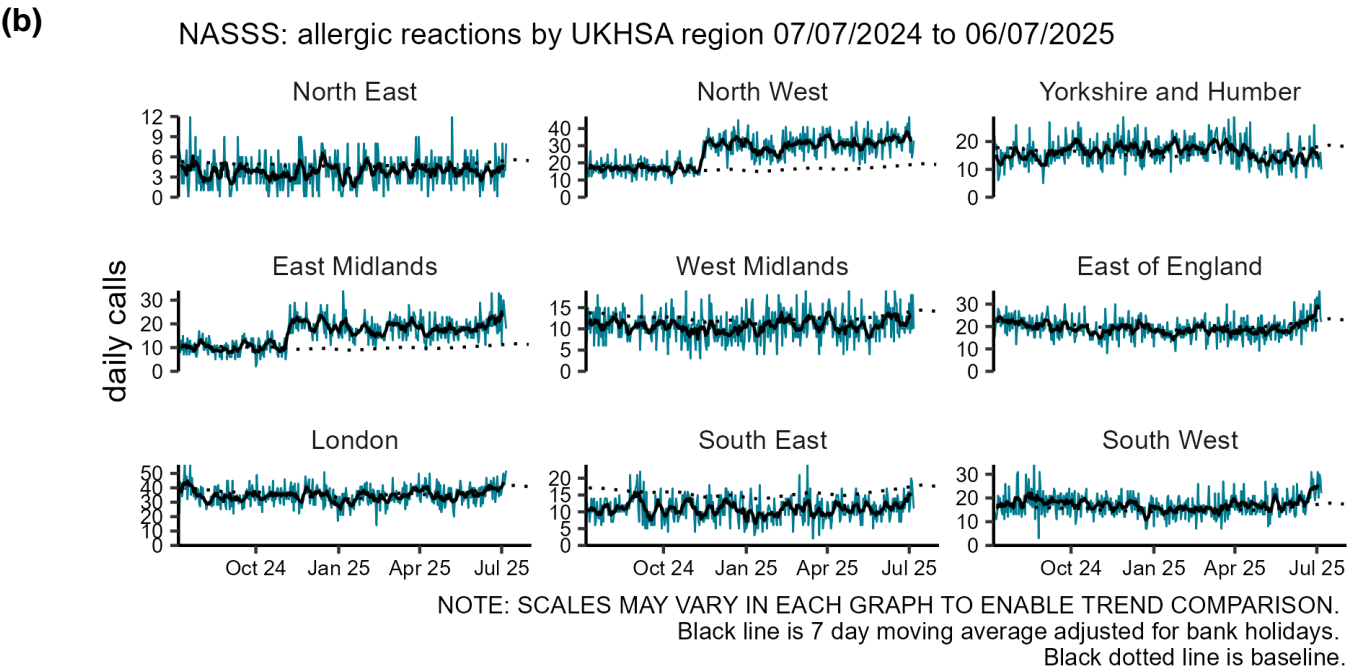 (b)
NASSS: allergic reactions by UKHSA region 07/07/2024 to 06/07/2025
North East
North West
Yorkshire and Humber
12
9
6
3
0
40
30
20
10
0
20
10
0
daily calls
East Midlands
West Midlands
East of England
30
20
10
0
15
10
5
0
30
20
10
0
London
South East
South West
50
40
30
20
10
0
20
15
10
5
0
30
20
10
0
Oct 24 Jan 25 Apr 25 Jul 25
Oct 24 Jan 25 Apr 25 Jul 25
Oct 24 Jan 25 Apr 25 Jul 25
NOTE: SCALES MAY VARY IN EACH GRAPH TO ENABLE TREND COMPARISON.
Black line is 7 day moving average adjusted for bank holidays.
Black dotted line is baseline.